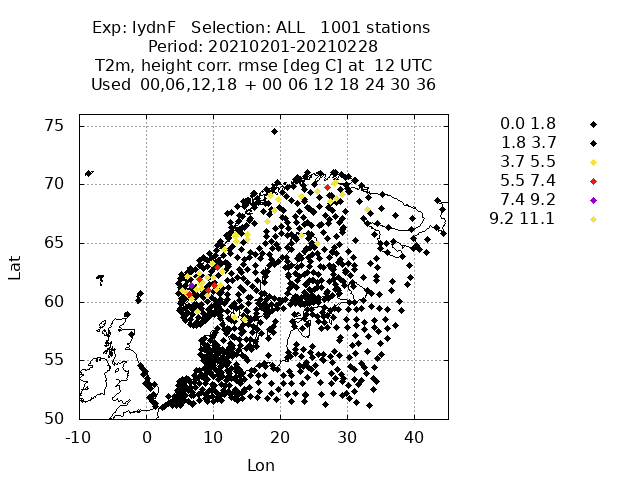 Exp: IydnF   Selection: ALL   1001 stations
Period: 20210201-20210228
T2m, height corr. rmse [deg C] at  12 UTC
Used  00,06,12,18  + 00 06 12 18 24 30 36
0.0 1.8
1.8 3.7
3.7 5.5
5.5 7.4
7.4 9.2
9.2 11.1
75
70
65
60
55
50
Lat
-10 0 10 20 30 40
Lon